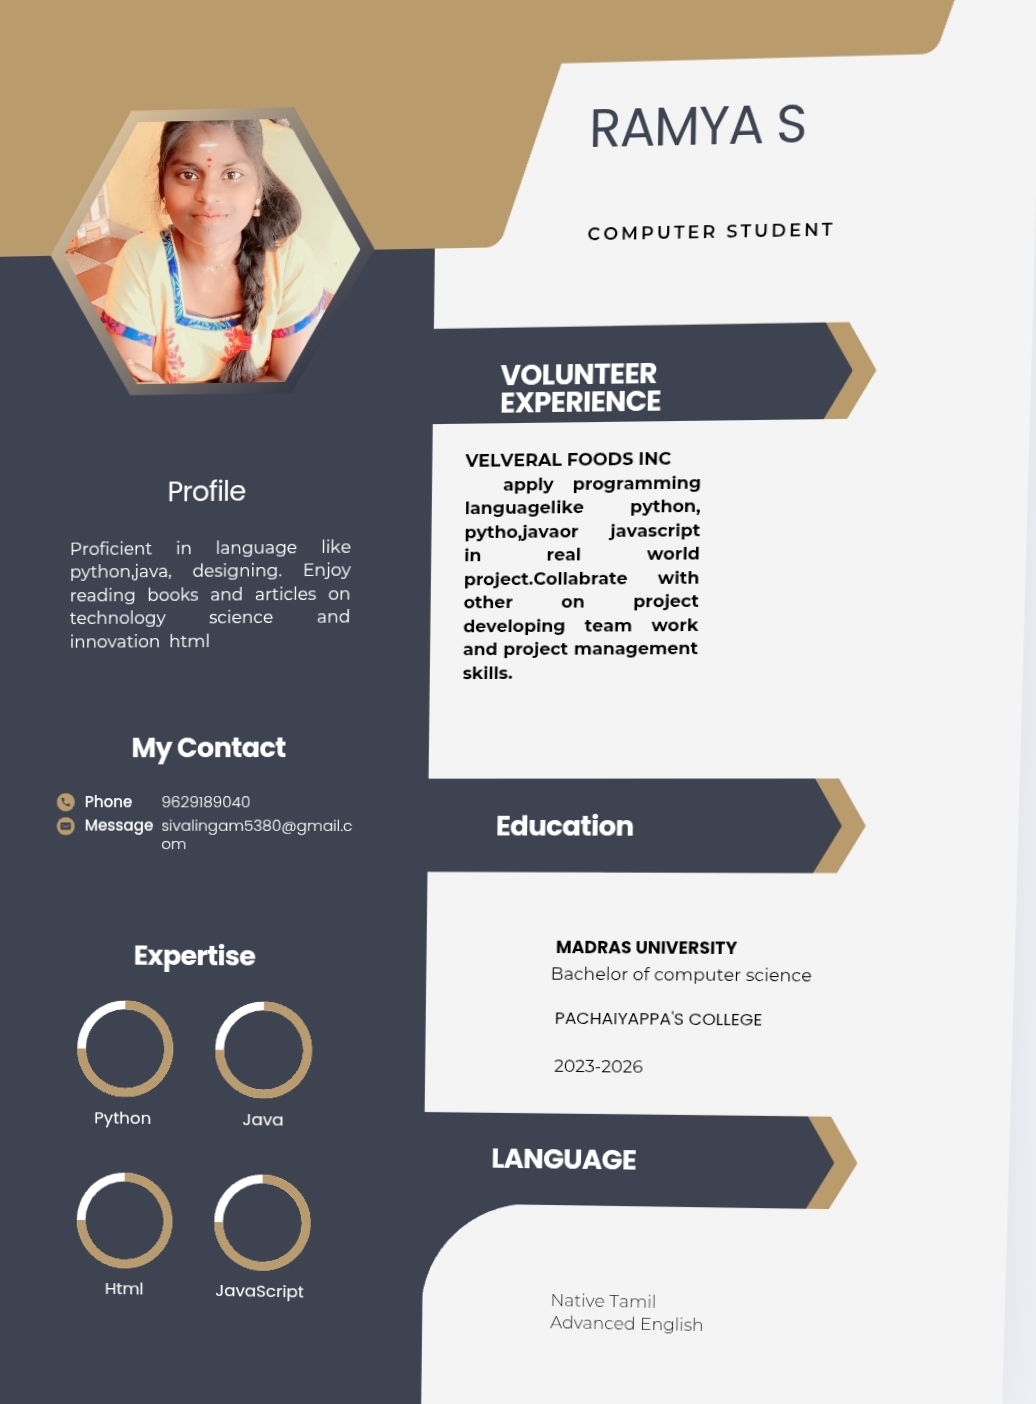 RAMYA S
COMPUTER STUDENT
Profile
Proficient in language like
python,java, designing. Enjoy
reading books and articles on
technology science and
innovation html
My Contact
Phone 9629189040
Message sivalingam5380@gmail.c
om
Expertise
Python Java
Html JavaScript
VOLUNTEER
EXPERIENCE
VELVERAL FOODS INC
apply programming
languagelike python,
pytho,javaor javascript
in real world
project.Collabrate with
other on project
developing team work
and project management
skills.
Education
MADRAS UNIVERSITY
Bachelor of computer science
PACHAIYAPPA'S COLLEGE
2023-2026
LANGUAGE
Native Tamil
Advanced English